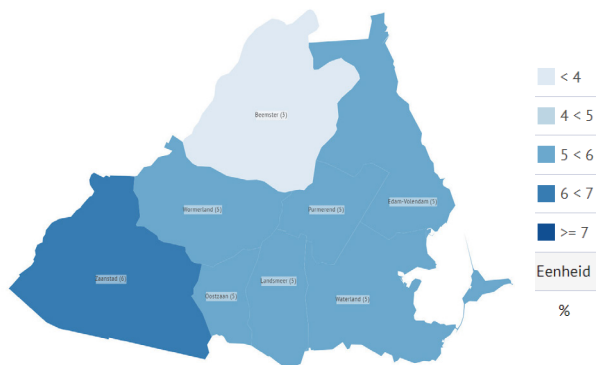 Beemster (5)
Wormerland (5)
Purmerend (5)
Edam-Volendam (5)
Zaanstad (6)
Oostzaan (5)
Landsmeer (5)
Waterland (5)
< 4
4 < 5
5 < 6
6 < 7
>= 7
Eenheid
%